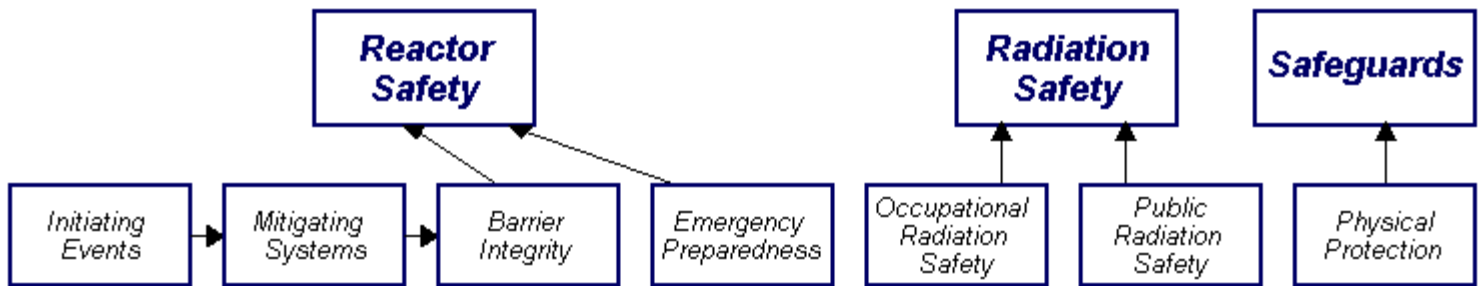 Reactor
Safety
Radiation
Safety
Safeguards
Initiating
Events
Mitigating
Systems
Barrier
Integrity
Emergency
Preparedness
Occupational
Radiation
Safety
Public
Radiation
Safety
Physical
Protection